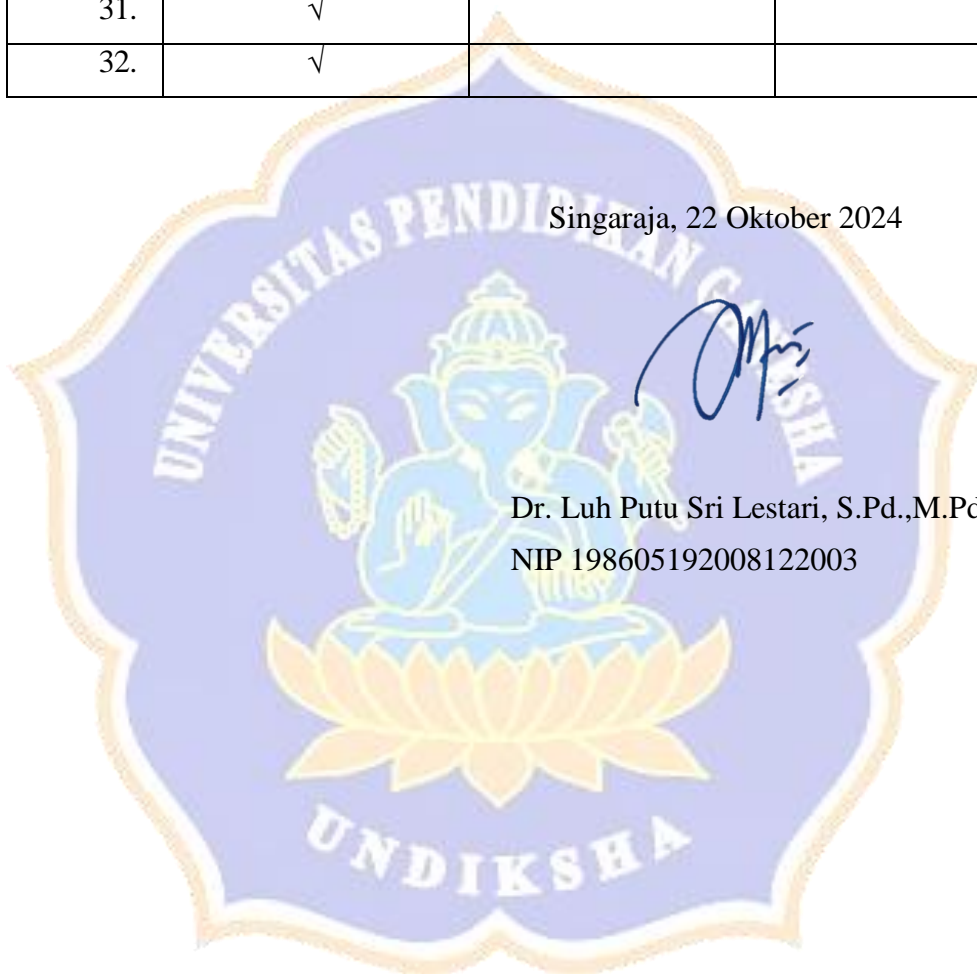 31. √
32. √
Singaraja, 22 Oktober 2024
UNIVERSITAS PENDIDIKAN GANESHA
Dr. Luh Putu Sri Lestari, S.Pd.,M.Pd
NIP 198605192008122003
UNDIKSHA